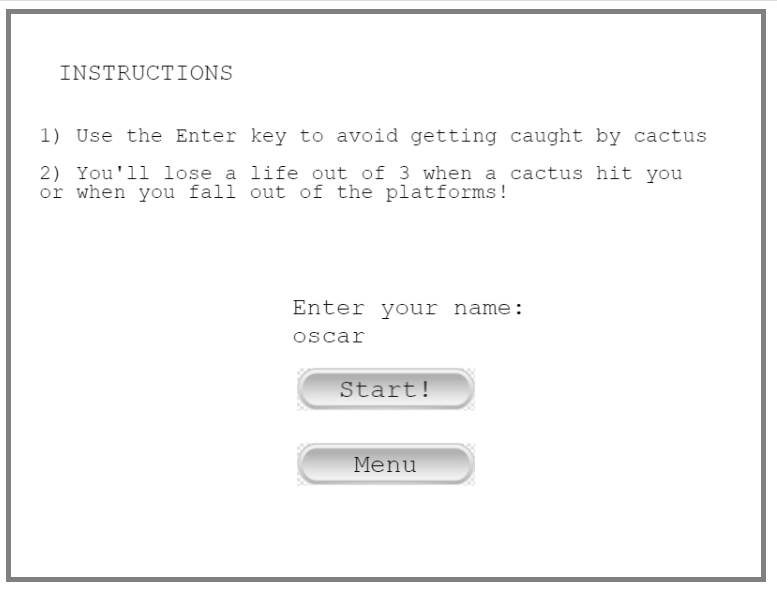 INSTRUCTIONS
1) Use the Enter key to avoid getting caught by cactus
2) You'll lose a life out of 3 when a cactus hit you
or when you fall out of the platforms!
Enter your name:
oscar
Start!
Menu